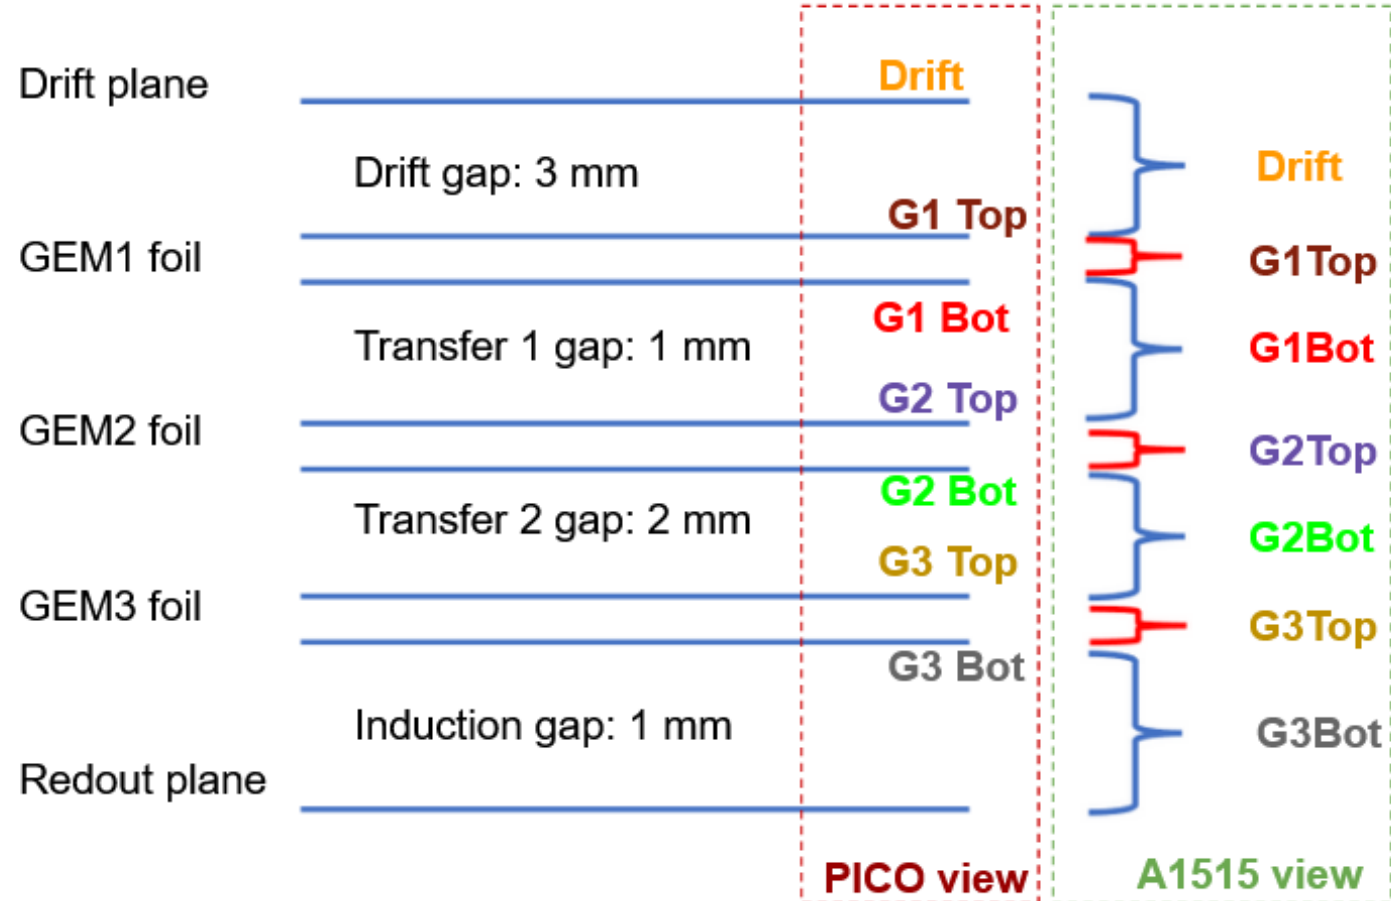 Drift plane
Drift gap: 3 mm
GEM1 foil
Transfer 1 gap: 1 mm
GEM2 foil
Transfer 2 gap: 2 mm
GEM3 foil
Induction gap: 1 mm
Redout plane
Drift
G1 Top
G1 Bot
G2 Top
G2 Bot
G3 Top
G3 Bot
PICO view
Drift
G1Top
G1Bot
G2Top
G2Bot
G3Top
G3Bot
A1515 view